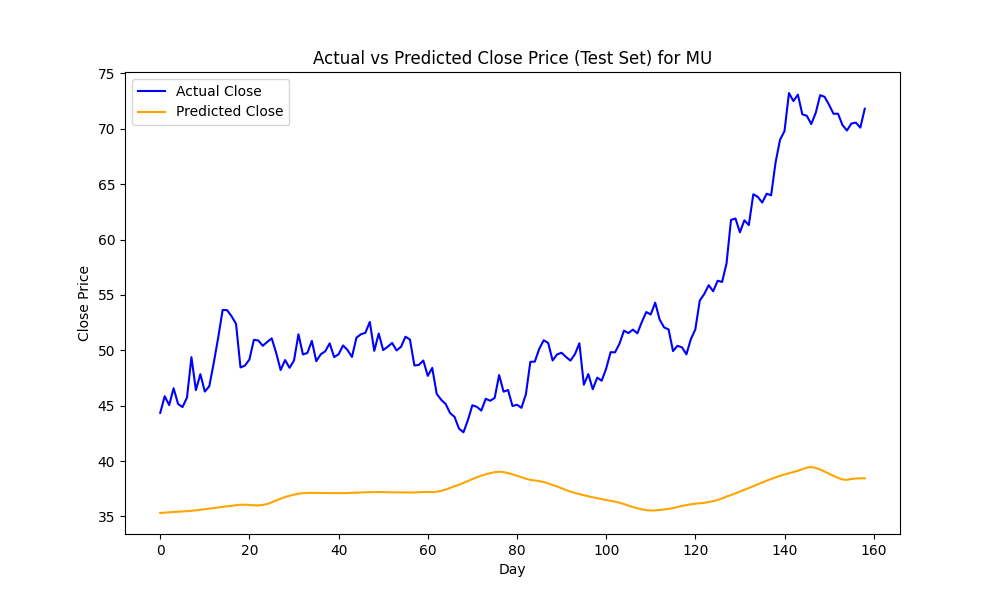 Actual vs Predicted Close Price (Test Set) for MU
Actual Close
Predicted Close
75
70
65
60
55
50
45
40
35
Close Price
0 20 40 60 80 100 120 140 160
Day